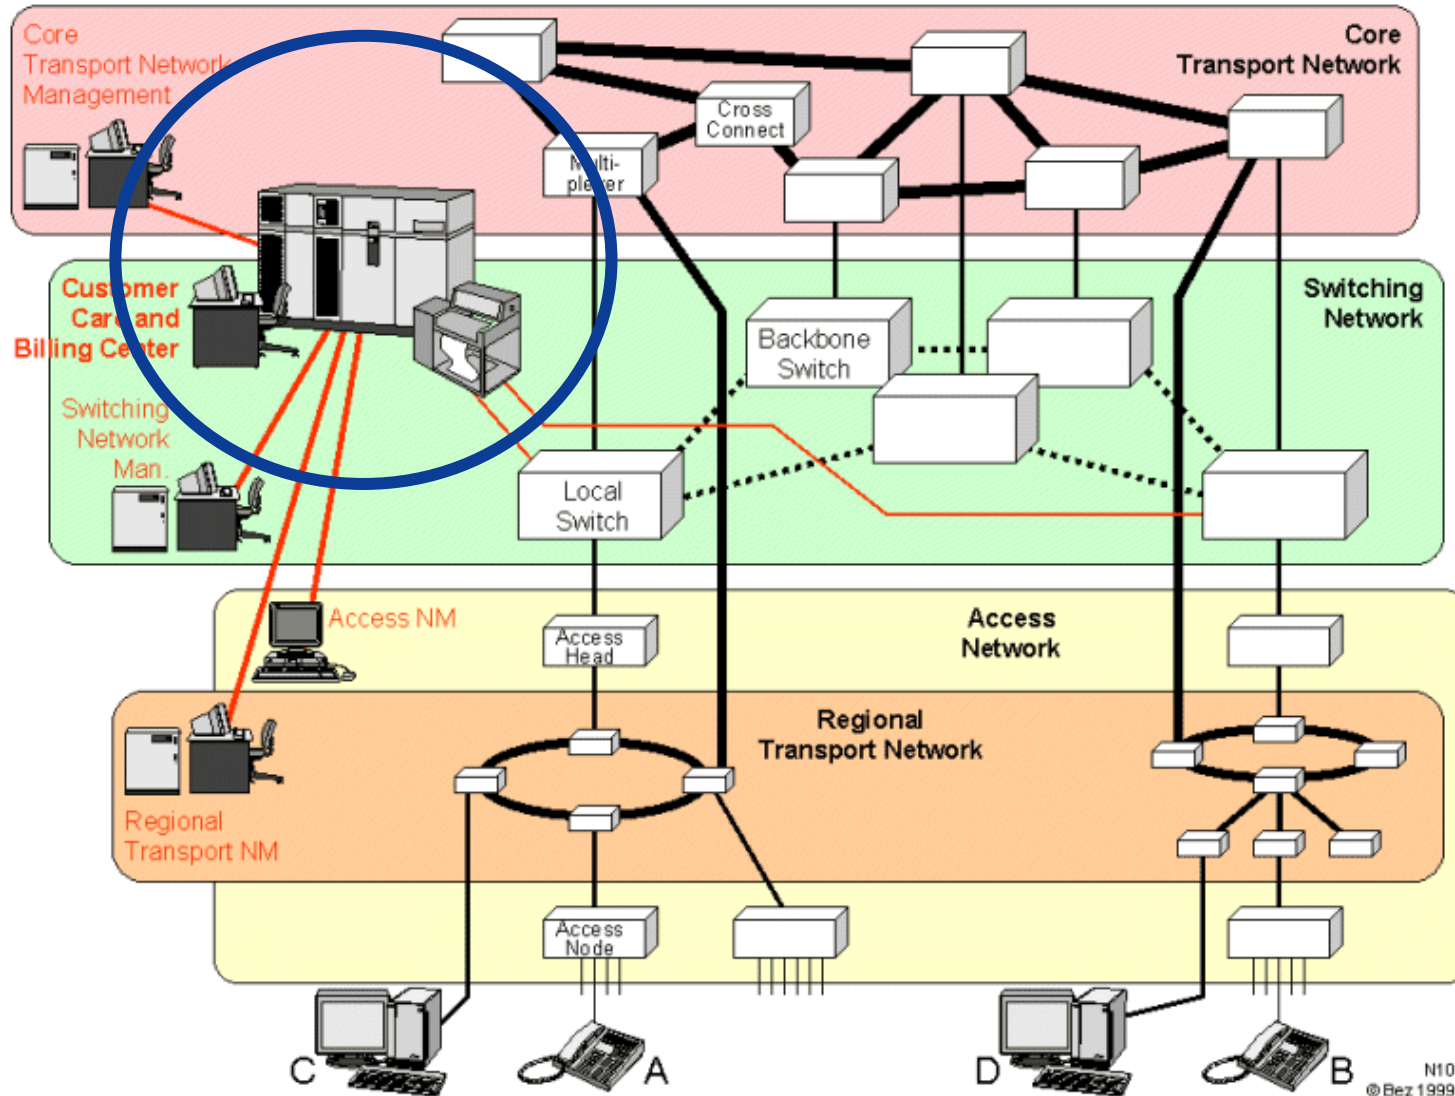 Core
Transport Network
Management
Core
Transport Network
Cross
Connect
Multi-
plexer
Customer
Care and
Billing Center
Switching
Network
Backbone
Switch
Switching
Network
Man.
Local
Switch
Access NM
Access
Head
Access
Network
Regional
Transport Network
Regional
Transport NM
Access
Node
C
A
D
B
N10
© Bez 1999